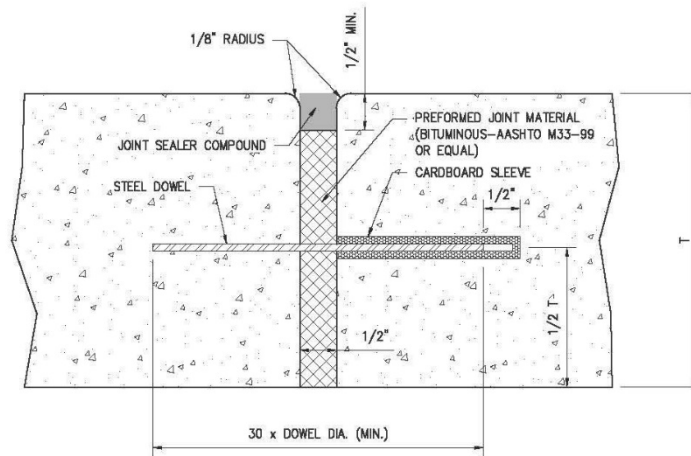 1/8" RADIUS
1/2" MIN.
JOINT SEALER COMPOUND
PREFORMED JOINT MATERIAL
(BITUMINOUS-AASHTO M33-99
OR EQUAL)
CARDBOARD SLEEVE
STEEL DOWEL
1/2"
T
1/2 T
1/2"
30 x DOWEL DIA. (MIN.)